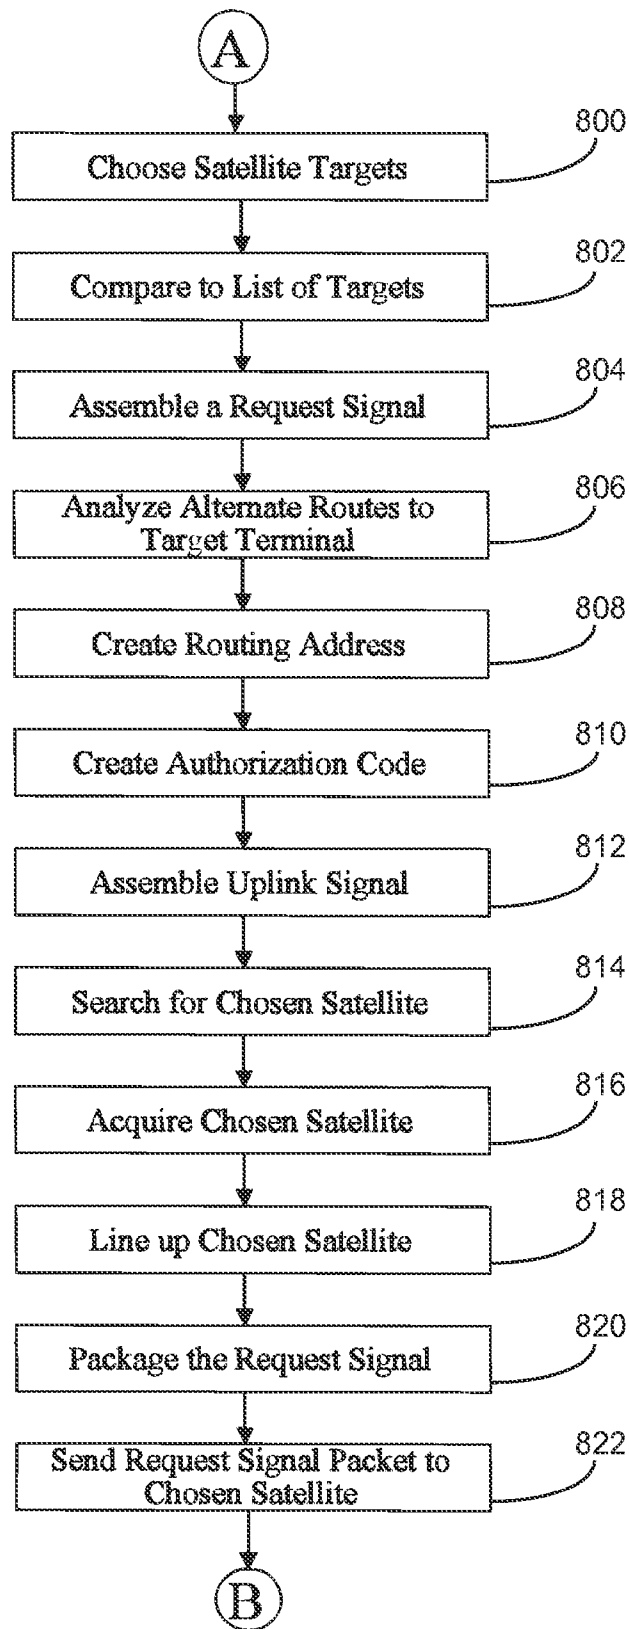 A
800
Choose Satellite Targets
802
Compare to List of Targets
804
Assemble a Request Signal
806
Analyze Alternate Routes to
Target Terminal
808
Create Routing Address
810
Create Authorization Code
812
Assemble Uplink Signal
814
Search for Chosen Satellite
816
Acquire Chosen Satellite
818
Line up Chosen Satellite
820
Package the Request Signal
822
Send Request Signal Packet to
Chosen Satellite
B